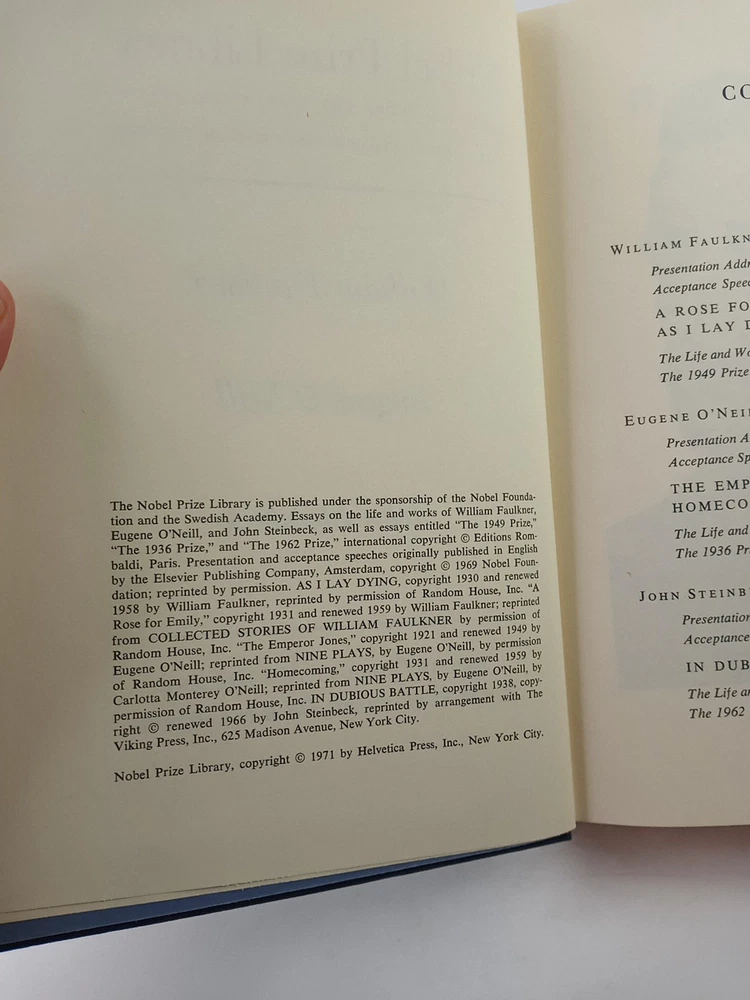 The Nobel Prize Library is published under the sponsorship of the Nobel Founda-
tion and the Swedish Academy. Essays on the life and works of William Faulkner,
Eugene O'Neill, and John Steinbeck, as well as essays entitled "The 1949 Prize,"
"The 1936 Prize," and "The 1962 Prize," international copyright © Editions Rom-
baldi, Paris. Presentation and acceptance speeches originally published in English
by the Elsevier Publishing Company, Amsterdam, copyright © 1969 Nobel Foun-
dation; reprinted by permission. AS I LAY DYING, copyright 1930 and renewed
1958 by William Faulkner, reprinted by permission of Random House, Inc. "A
Rose for Emily," copyright 1931 and renewed 1959 by William Faulkner; reprinted
from COLLECTED STORIES OF WILLIAM FAULKNER by permission of
Random House, Inc. "The Emperor Jones," copyright 1921 and renewed 1949 by
Eugene O'Neill; reprinted from NINE PLAYS, by Eugene O'Neill, by permission
of Random House, Inc. "Homecoming," copyright 1931 and renewed 1959 by
Carlotta Monterey O'Neill; reprinted from NINE PLAYS, by Eugene O'Neill, by
permission of Random House, Inc. IN DUBIOUS BATTLE, copyright 1938, copy-
right © renewed 1966 by John Steinbeck, reprinted by arrangement with The
Viking Press, Inc., 625 Madison Avenue, New York City.
Nobel Prize Library, copyright © 1971 by Helvetica Press, Inc., New York City.
CO
WILLIAM FAULKN
Presentation Addr
Acceptance Speec
A ROSE FO
AS I LAY D
The Life and Wo
The 1949 Prize
EUGENE O'NEIL
Presentation A
Acceptance Sp
THE EMP
HOMECO
The Life and
The 1936 Pr
JOHN STEINB
Presentation
Acceptance
IN DUB
The Life a
The 1962